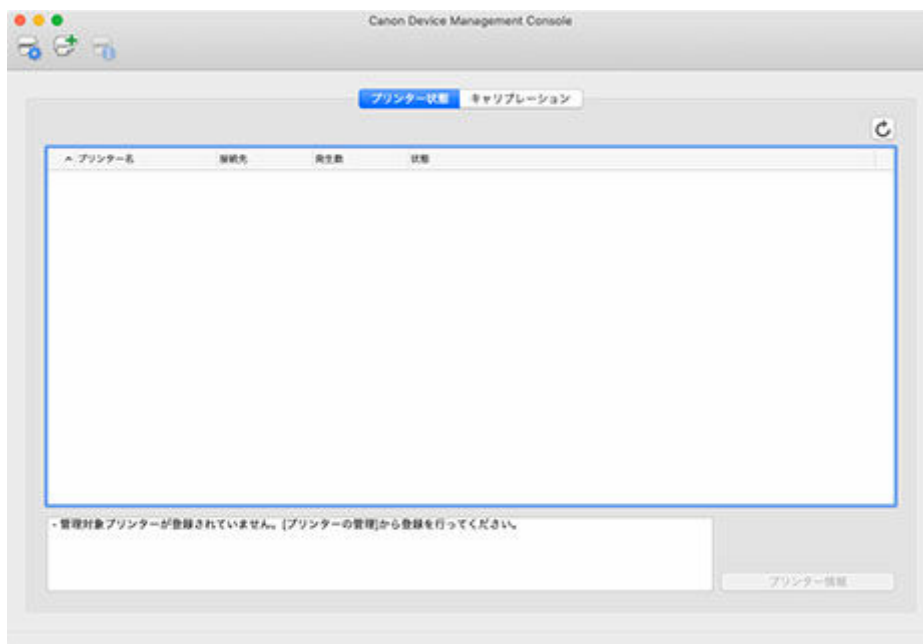 Canon Device Management Console
プリンター状態 キャリブレーション
プリンター名 接続先 発生数 状態
- 管理対象プリンターが登録されていません。[プリンターの管理]から登録を行ってください。
プリンター情報